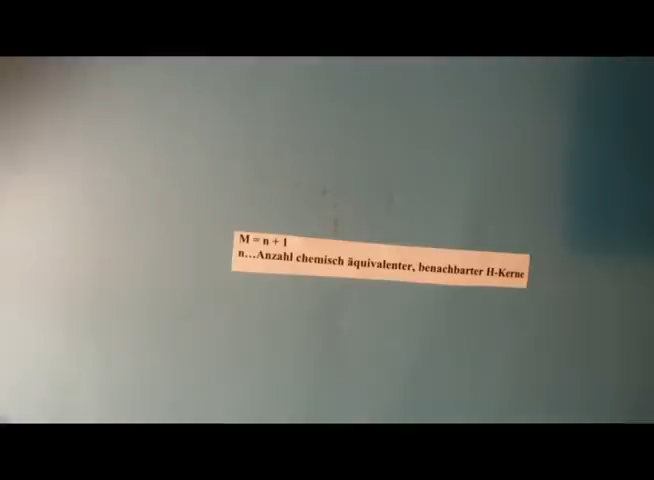 M = n + 1
n...Anzahl chemisch äquivalenter, benachbarter H-Kerne